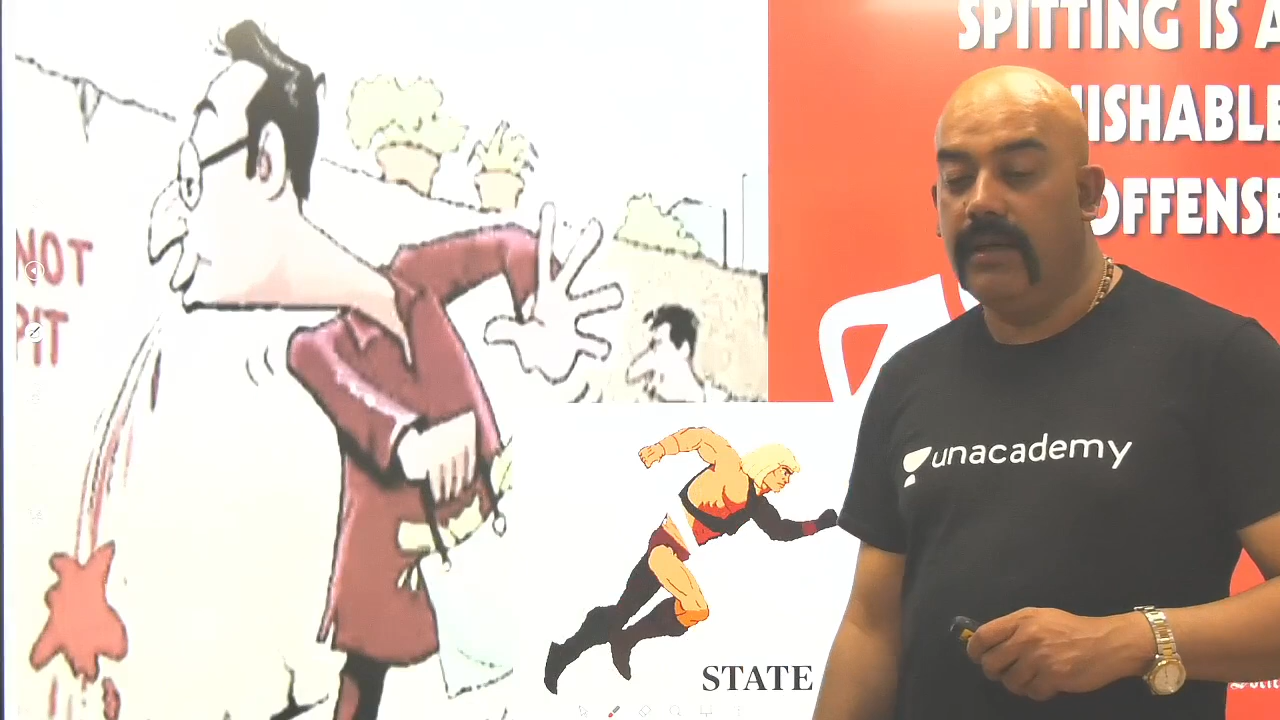 SPITTING IS A
ISHABLE
OFFENSE
NOT
PIT
unacademy
STATE